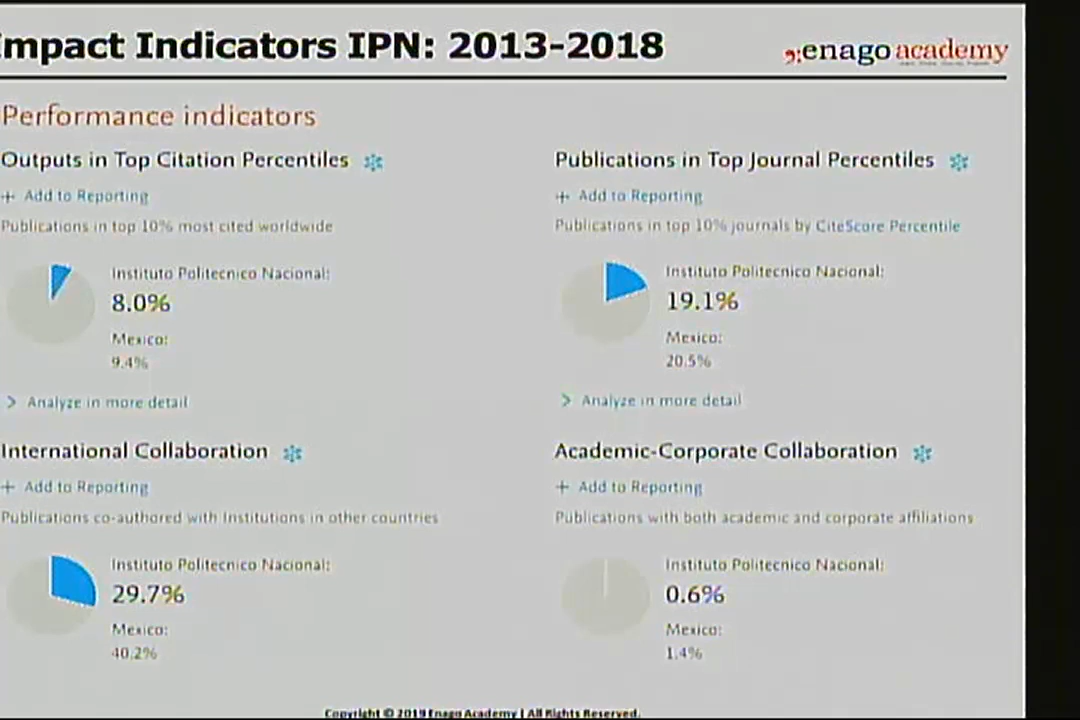 mpact Indicators IPN: 2013-2018
enago academy
Performance indicators
Outputs in Top Citation Percentiles
+ Add to Reporting
Publications in top 10% most cited worldwide
Instituto Politecnico Nacional:
8.0%
Mexico:
9.4%
> Analyze in more detail
Publications in Top Journal Percentiles
+ Add to Reporting
Publications in top 10% journals by CiteScore Percentile
Instituto Politecnico Nacional:
19.1%
Mexico:
20.5%
> Analyze in more detail
International Collaboration
+ Add to Reporting
Publications co-authored with Institutions in other countries
Instituto Politecnico Nacional:
29.7%
Mexico:
40.2%
Academic-Corporate Collaboration
+ Add to Reporting
Publications with both academic and corporate affiliations
Instituto Politecnico Nacional:
0.6%
Mexico:
1.4%
Copyright © 2019 Enago Academy | All Rights Reserved.